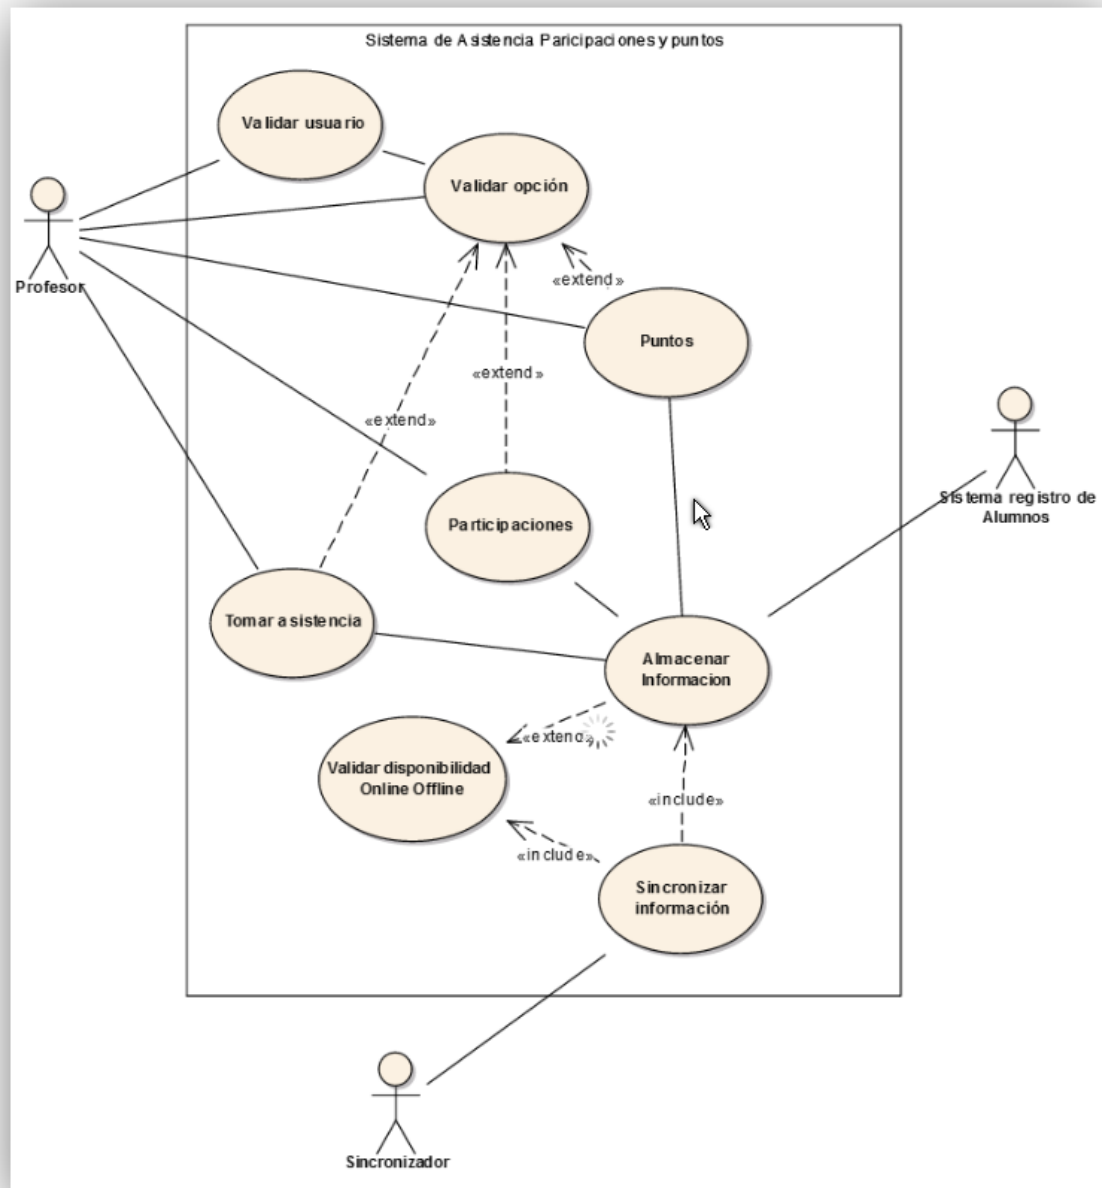 Sistema de Asistencia Paricipaciones y puntos
Validar usuario
Validar opción
Profesor
«extend»
Puntos
«extend»
«extend»
Sistema registro de
Alumnos
Participaciones
Tomar asistencia
Almacenar
Informacion
«extend»
Validar disponibilidad
Online Offline
«include»
«include»
Sincronizar
información
Sincronizador